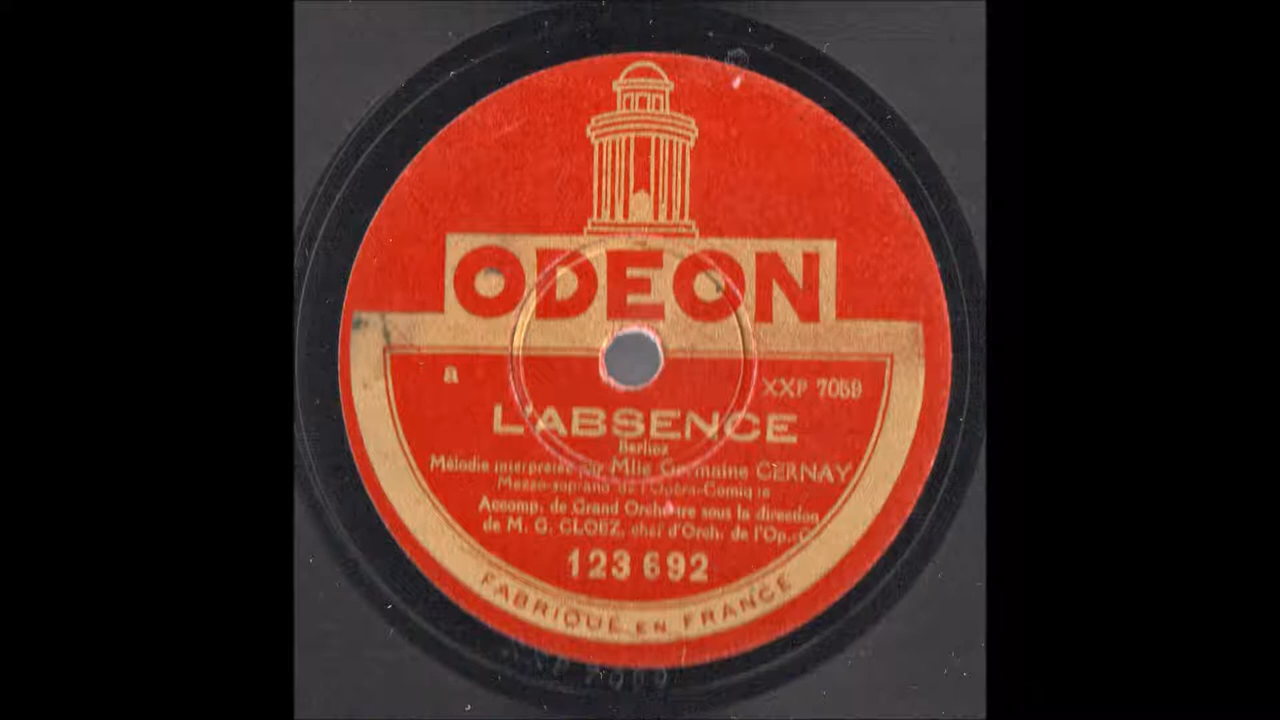 ODEON
a
XXP 7059
L'ABSENCE
Berlioz
Mélodie interprétée par Mlle Germaine CERNAY
Mezzo-soprano de l'Opéra-Comique
Accomp. de Grand Orchestre sous la direction
de M. G. CLOEZ, chef d'Orch. de l'Op.-C
123 692
FABRIQUÉ EN FRANCE